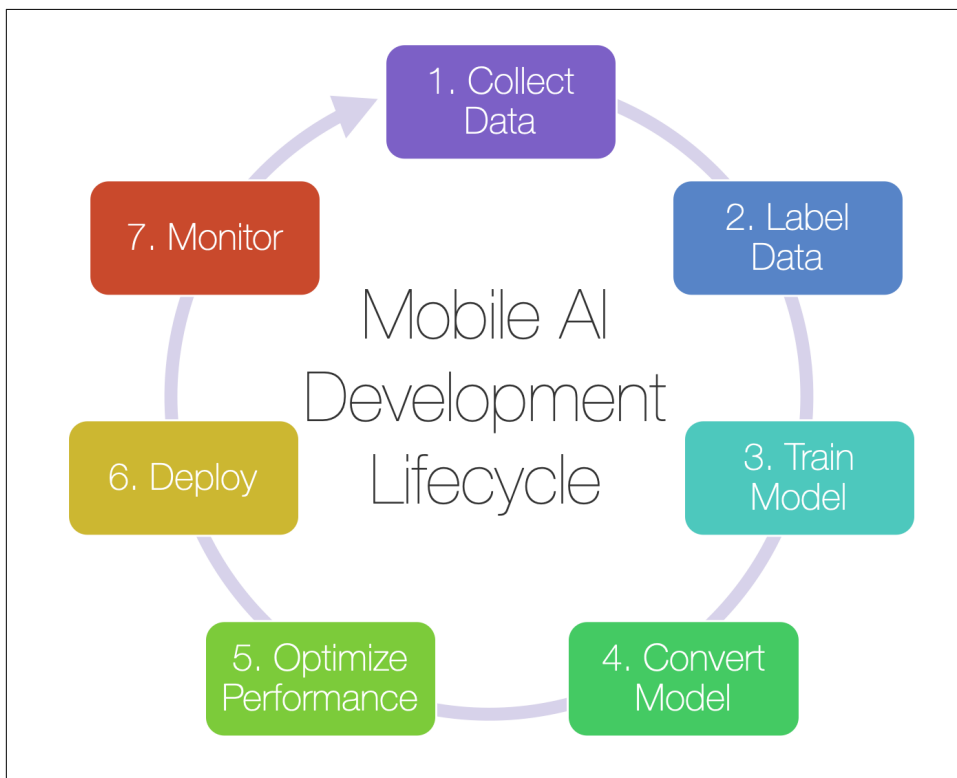 1. Collect
Data
2. Label
Data
3. Train
Model
4. Convert
Model
5. Optimize
Performance
6. Deploy
7. Monitor
Mobile AI
Development
Lifecycle